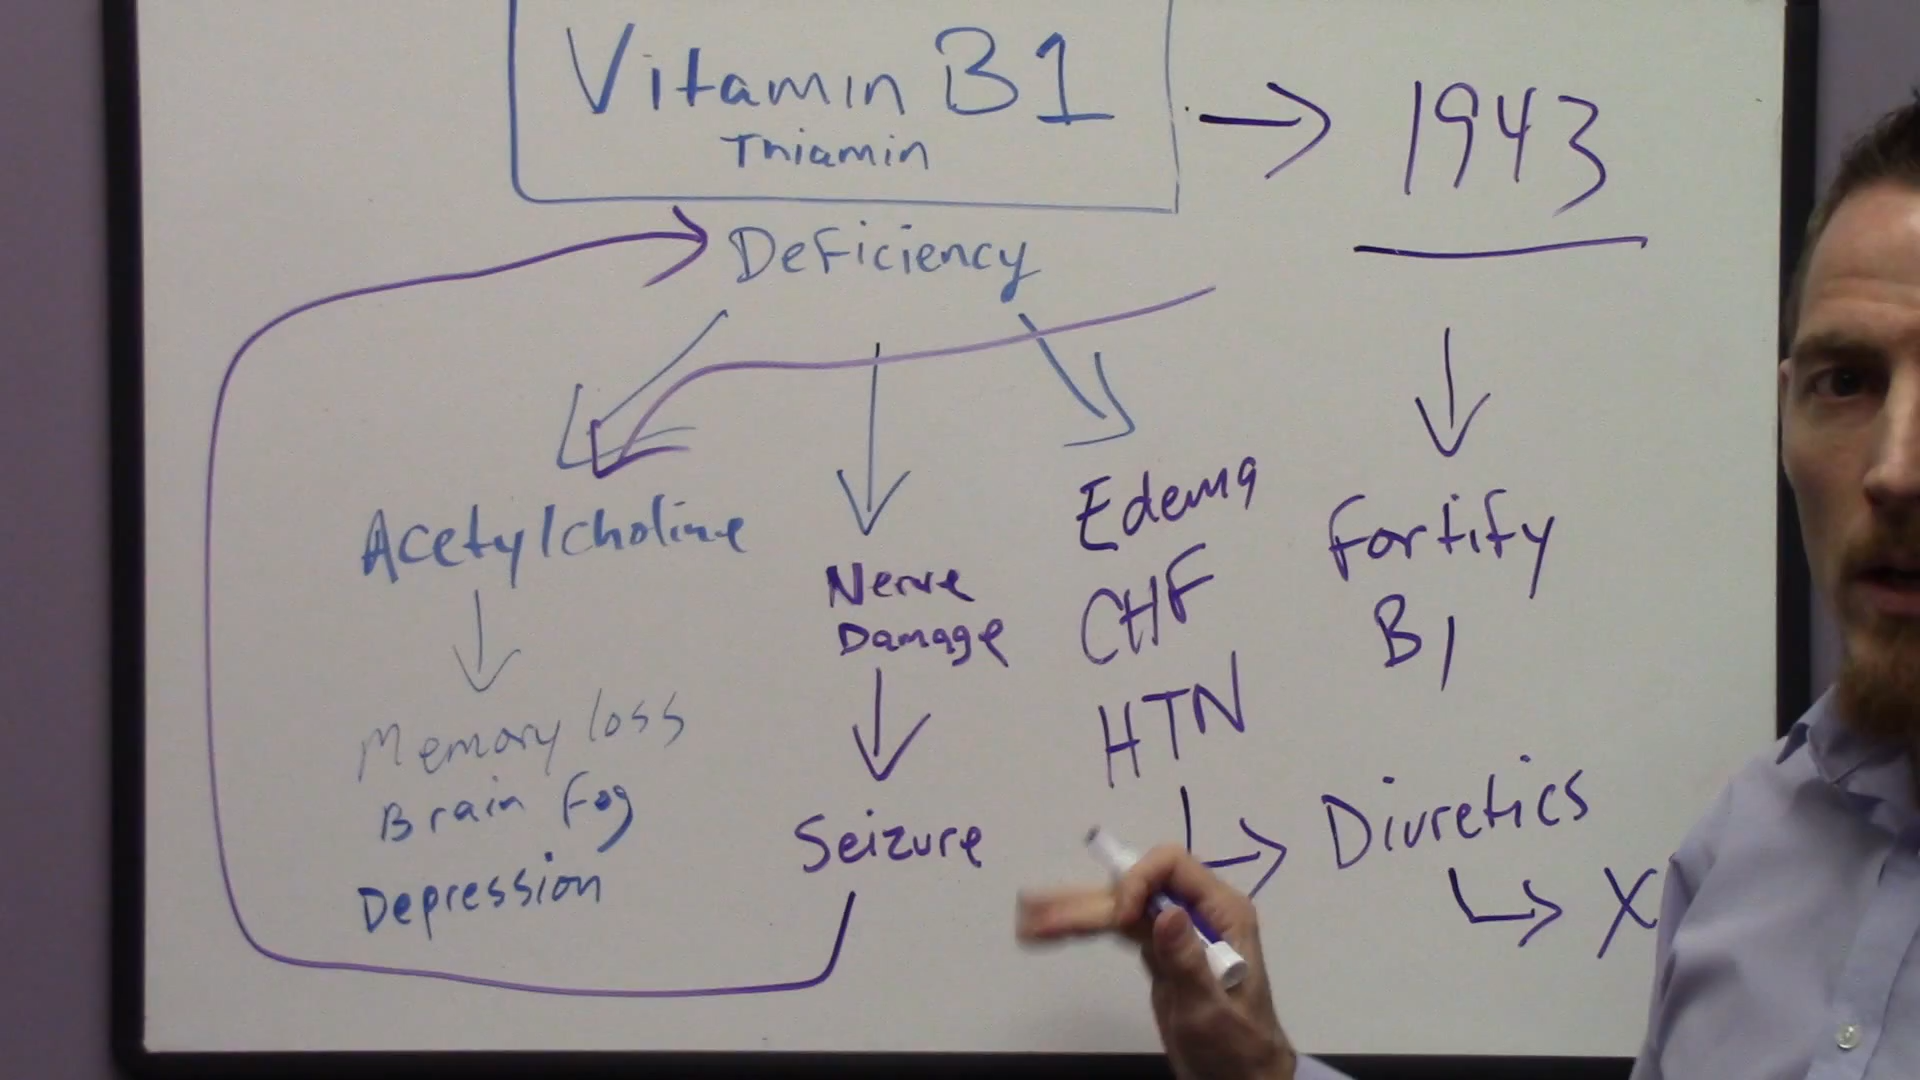 Vitamin B1
Thiamin
→ 1943
Deficiency
Acetylcholine
Memory loss
Brain Fog
Depression
Nerve
Damage
Seizure
Edema
CHF
HTN
Fortify
B1
Diuretics
X